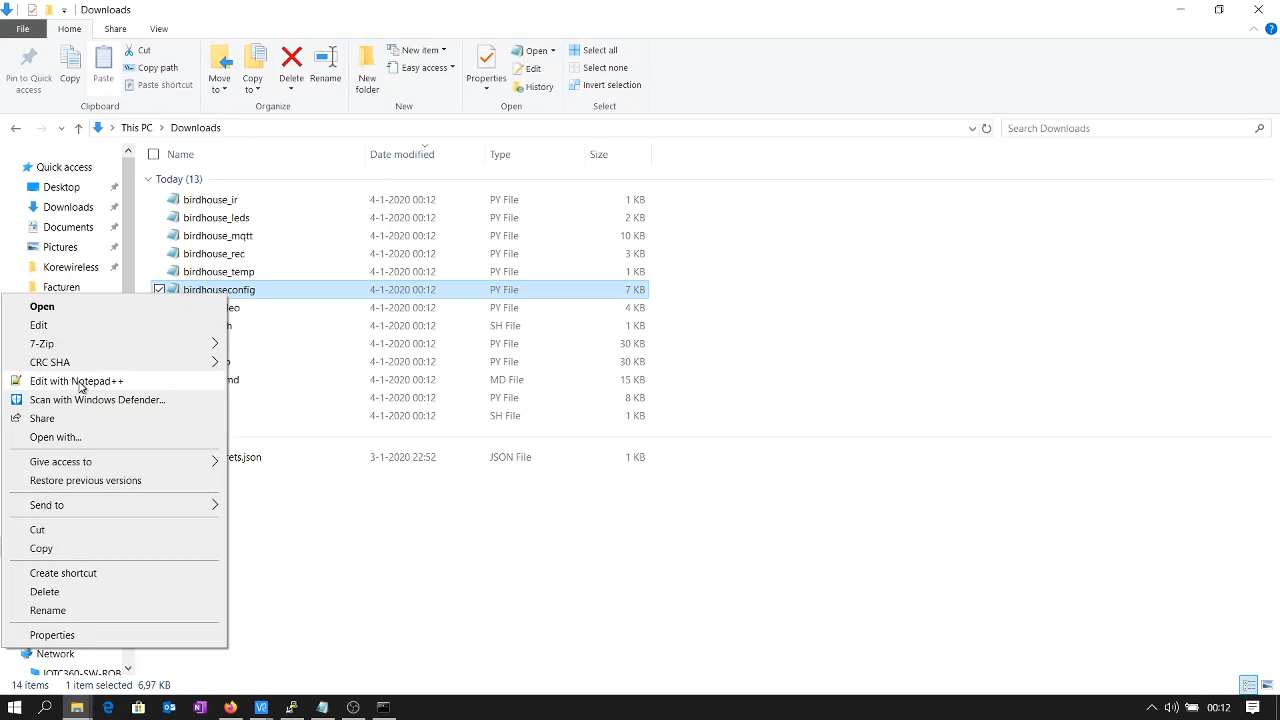 Downloads
File Home Share View
Pin to Quick access
Copy
Paste
Cut
Copy path
Paste shortcut
Clipboard
Move to
Copy to
Delete
Rename
Organize
New folder
New item
Easy access
New
Properties
Open
Edit
History
Open
Select all
Select none
Invert selection
Select
This PC > Downloads
Search Downloads
Quick access
Desktop
Downloads
Documents
Pictures
Korewireless
Facturen
Name Date modified Type Size
Today (13)
birdhouse_ir 4-1-2020 00:12 PY File 1 KB
birdhouse_leds 4-1-2020 00:12 PY File 2 KB
birdhouse_mqtt 4-1-2020 00:12 PY File 10 KB
birdhouse_rec 4-1-2020 00:12 PY File 3 KB
birdhouse_temp 4-1-2020 00:12 PY File 1 KB
birdhouseconfig 4-1-2020 00:12 PY File 7 KB
4-1-2020 00:12 PY File 4 KB
4-1-2020 00:12 SH File 1 KB
4-1-2020 00:12 PY File 30 KB
4-1-2020 00:12 PY File 30 KB
4-1-2020 00:12 MD File 15 KB
4-1-2020 00:12 PY File 8 KB
4-1-2020 00:12 SH File 1 KB
ets.json 3-1-2020 22:52 JSON File 1 KB
Open
Edit
7-Zip
CRC SHA
Edit with Notepad++
Scan with Windows Defender...
Share
Open with...
Give access to
Restore previous versions
Send to
Cut
Copy
Create shortcut
Delete
Rename
Properties
Network
14 items 1 item selected 6,97 KB
00:12